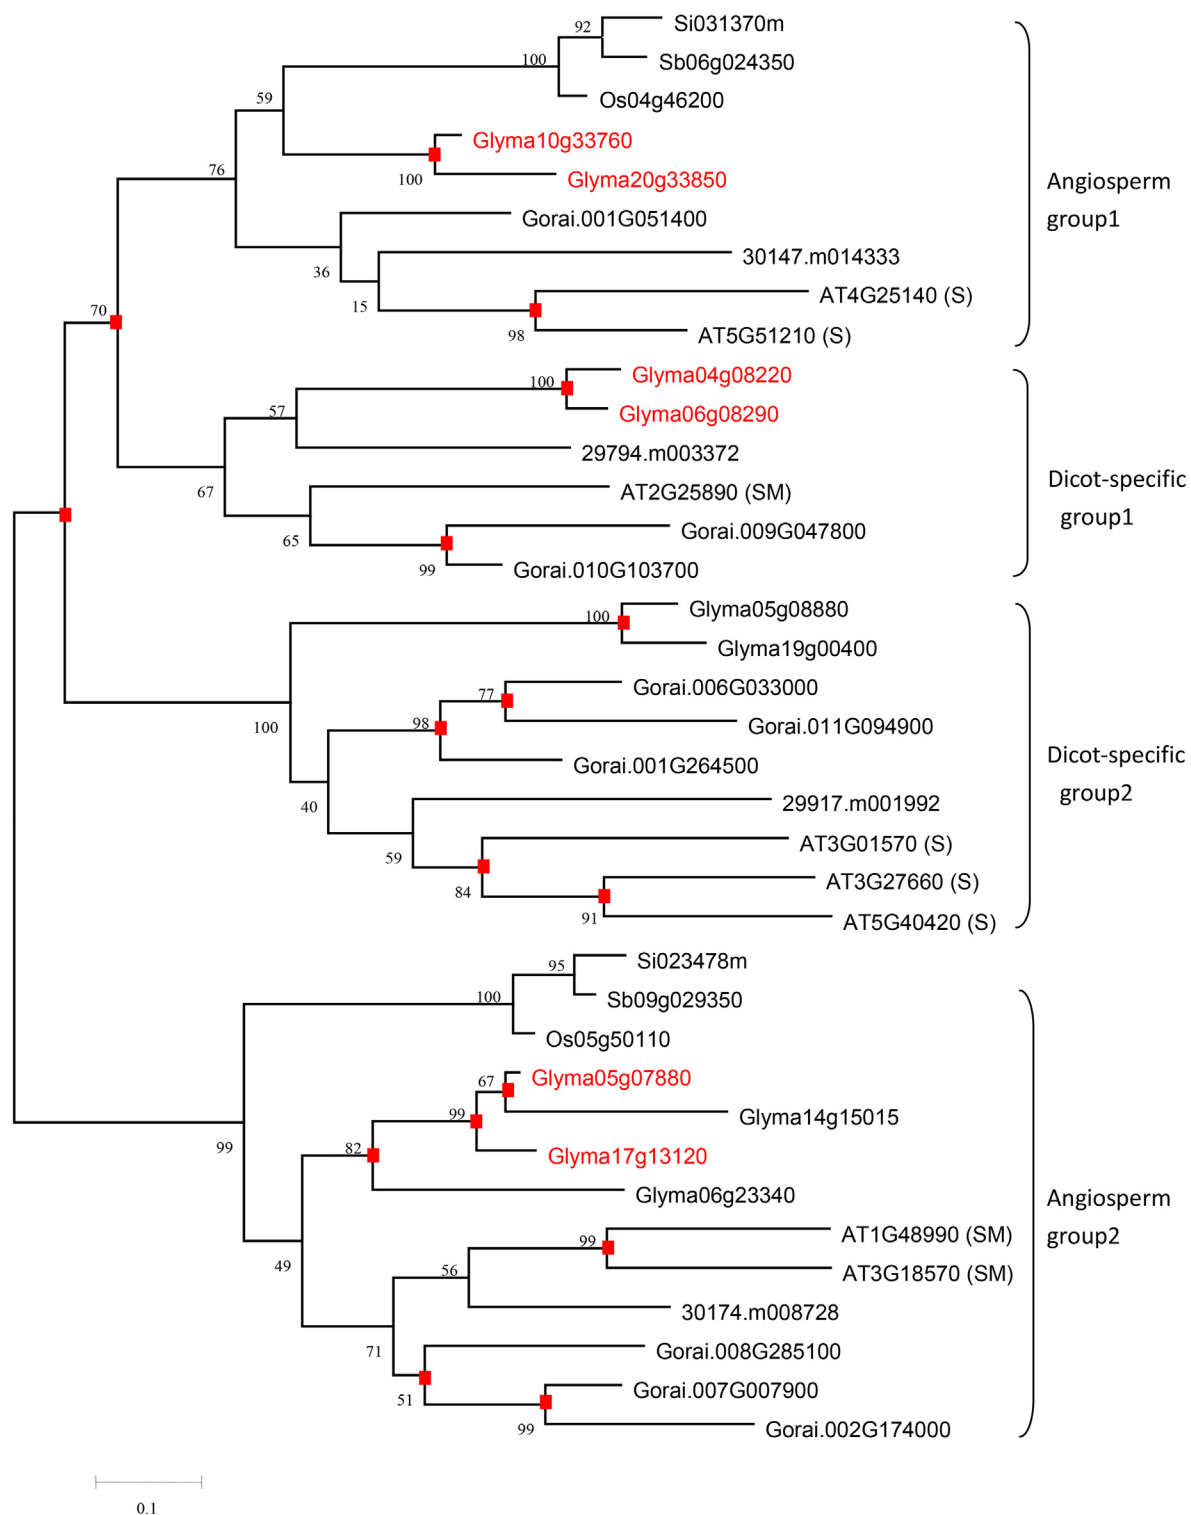 92
Si031370m
Sb06g024350
100
Os04g46200
59
Glyma10g33760
100
Glyma20g33850
76
Gorai.001G051400
36
30147.m014333
15
AT4G25140 (S)
98
AT5G51210 (S)
Angiosperm
group1
70
100
Glyma04g08220
Glyma06g08290
57
29794.m003372
67
AT2G25890 (SM)
65
Gorai.009G047800
99
Gorai.010G103700
Dicot-specific
group1
100
Glyma05g08880
Glyma19g00400
100
77
Gorai.006G033000
98
Gorai.011G094900
Gorai.001G264500
40
29917.m001992
59
AT3G01570 (S)
84
AT3G27660 (S)
91
AT5G40420 (S)
Dicot-specific
group2
95
Si023478m
100
Sb09g029350
Os05g50110
99
67
Glyma05g07880
99
Glyma14g15015
82
Glyma17g13120
Glyma06g23340
49
99
AT1G48990 (SM)
56
AT3G18570 (SM)
30174.m008728
71
Gorai.008G285100
51
Gorai.007G007900
99
Gorai.002G174000
Angiosperm
group2
0.1